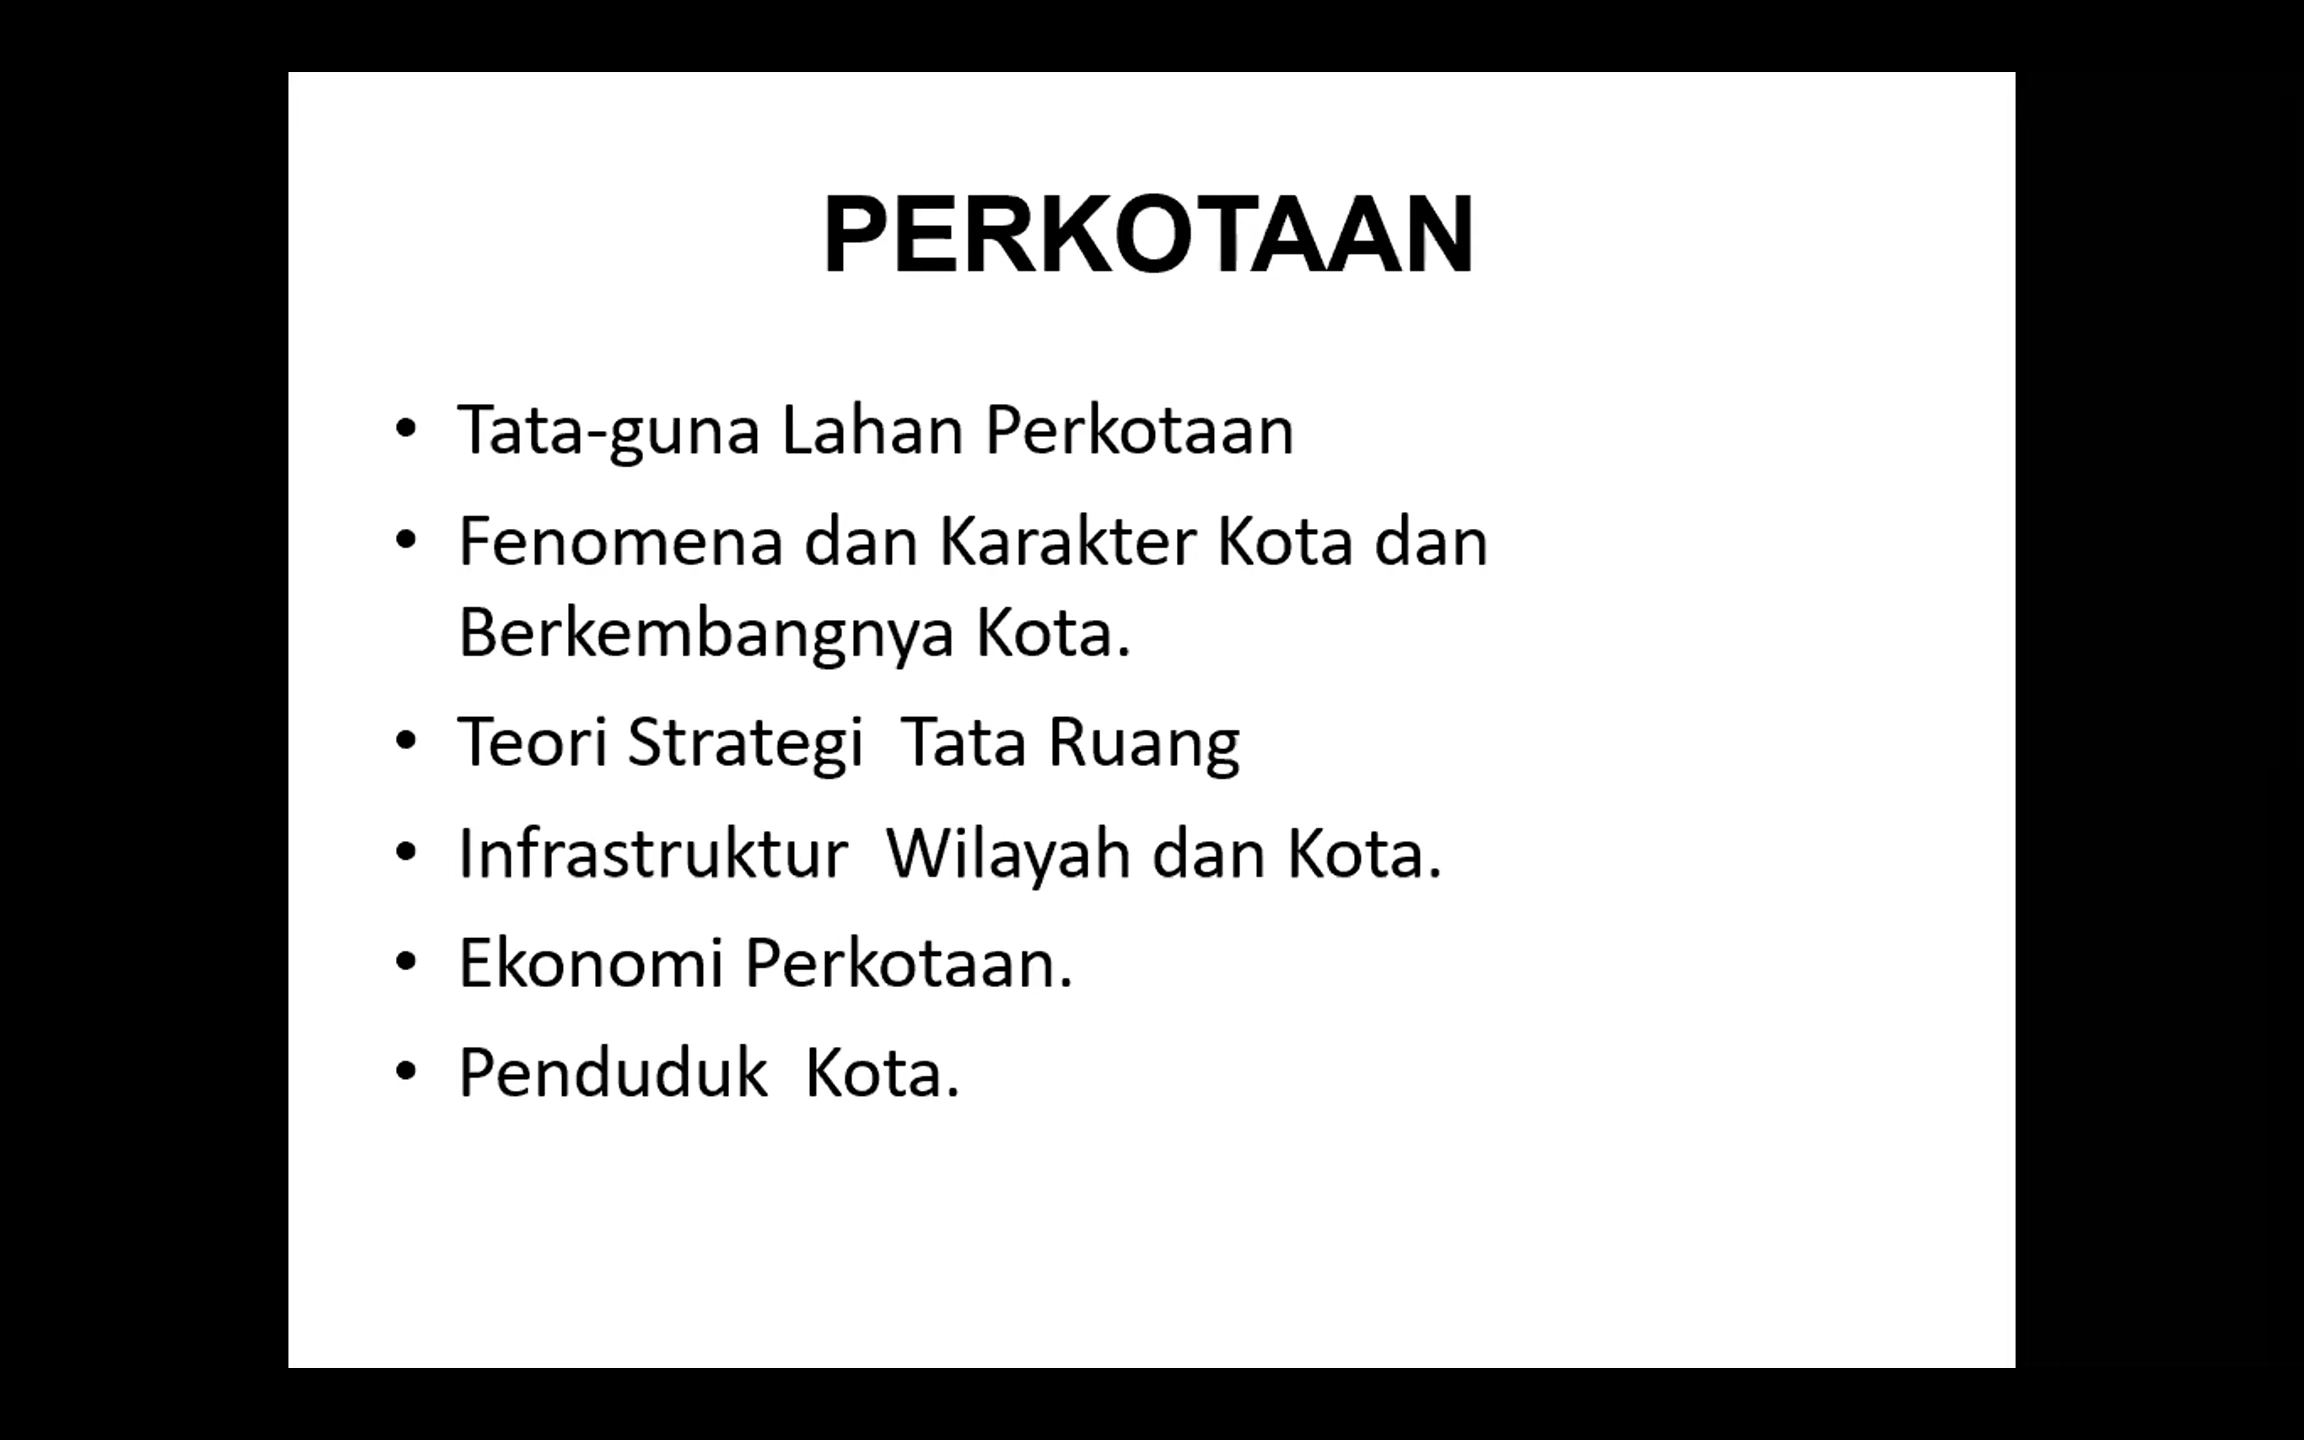 PERKOTAAN
• Tata-guna Lahan Perkotaan
• Fenomena dan Karakter Kota dan
Berkembangnya Kota.
• Teori Strategi  Tata Ruang
• Infrastruktur  Wilayah dan Kota.
• Ekonomi Perkotaan.
• Penduduk  Kota.